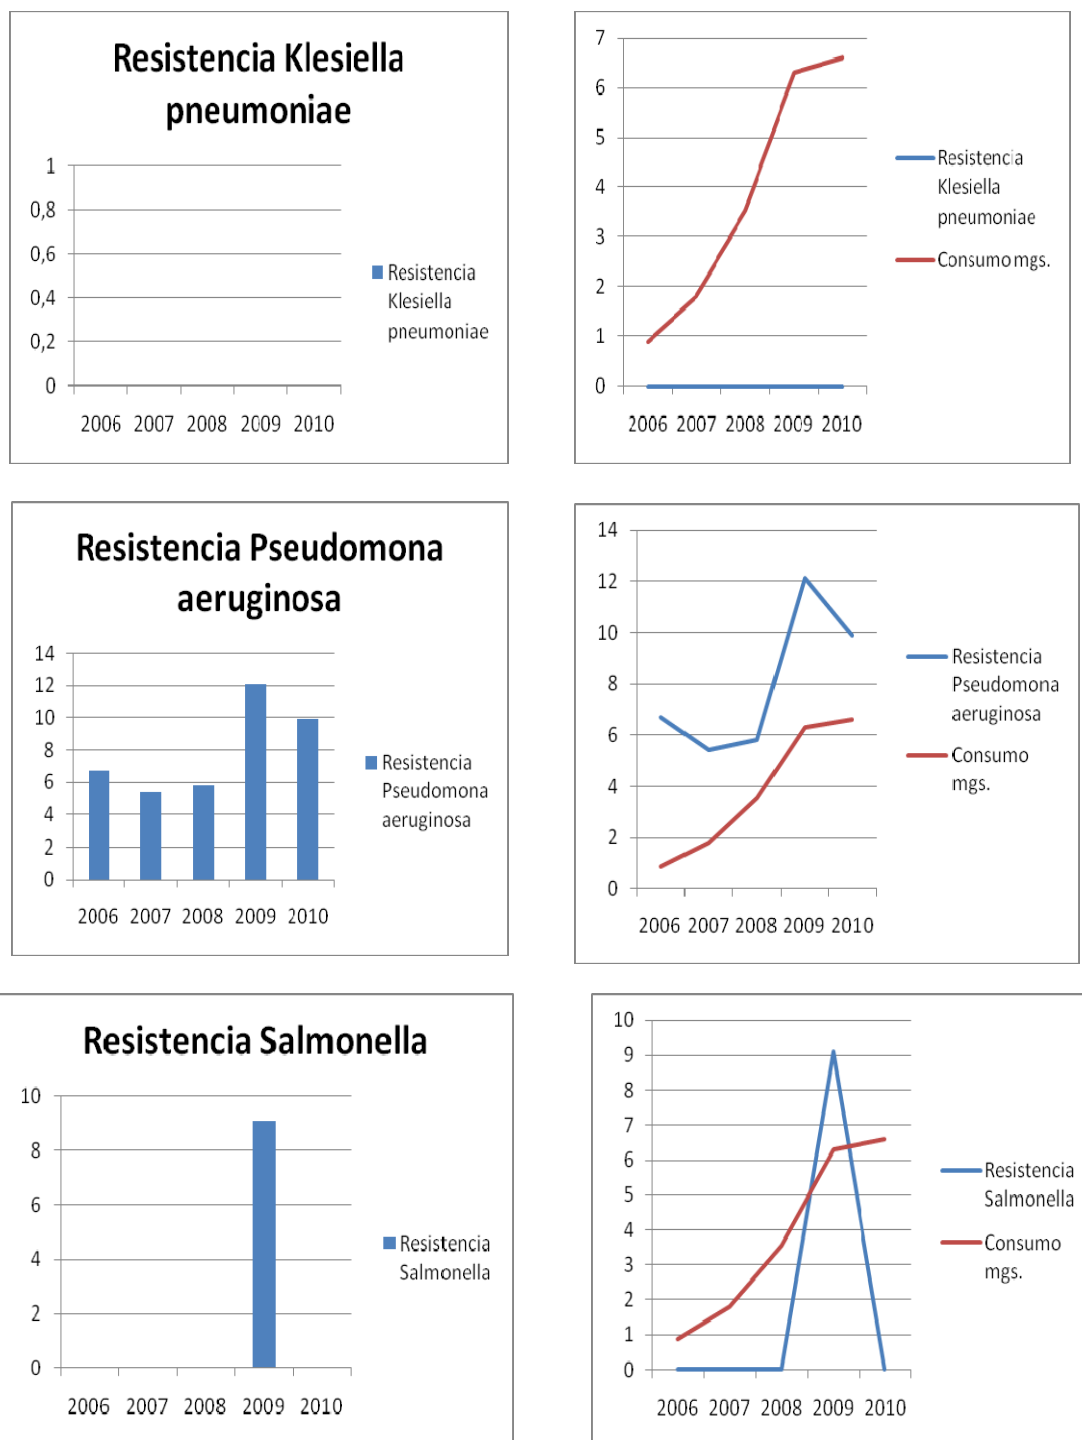 Resistencia Klesiella
pneumoniae
1
0,8
0,6
0,4
0,2
0
2006 2007 2008 2009 2010
Resistencia
Klesiella
pneumoniae
7
6
5
4
3
2
1
0
2006 2007 2008 2009 2010
Resistencia
Klesiella
pneumoniae
Consumo mgs.
Resistencia Pseudomona
aeruginosa
14
12
10
8
6
4
2
0
2006 2007 2008 2009 2010
Resistencia
Pseudomona
aeruginosa
14
12
10
8
6
4
2
0
2006 2007 2008 2009 2010
Resistencia
Pseudomona
aeruginosa
Consumo
mgs.
Resistencia Salmonella
10
8
6
4
2
0
2006 2007 2008 2009 2010
Resistencia
Salmonella
10
9
8
7
6
5
4
3
2
1
0
2006 2007 2008 2009 2010
Resistencia
Salmonella
Consumo
mgs.